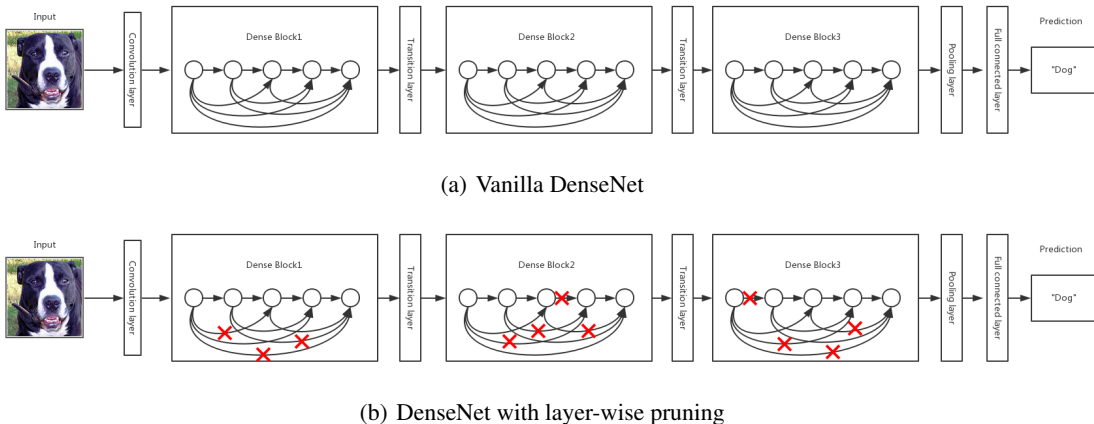 Input
Convolution layer
Dense Block1
Transition layer
Dense Block2
Transition layer
Dense Block3
Pooling layer
Full connected layer
Prediction
"Dog"
(a) Vanilla DenseNet
Input
Convolution layer
Dense Block1
Transition layer
Dense Block2
Transition layer
Dense Block3
Pooling layer
Full connected layer
Prediction
"Dog"
(b) DenseNet with layer-wise pruning